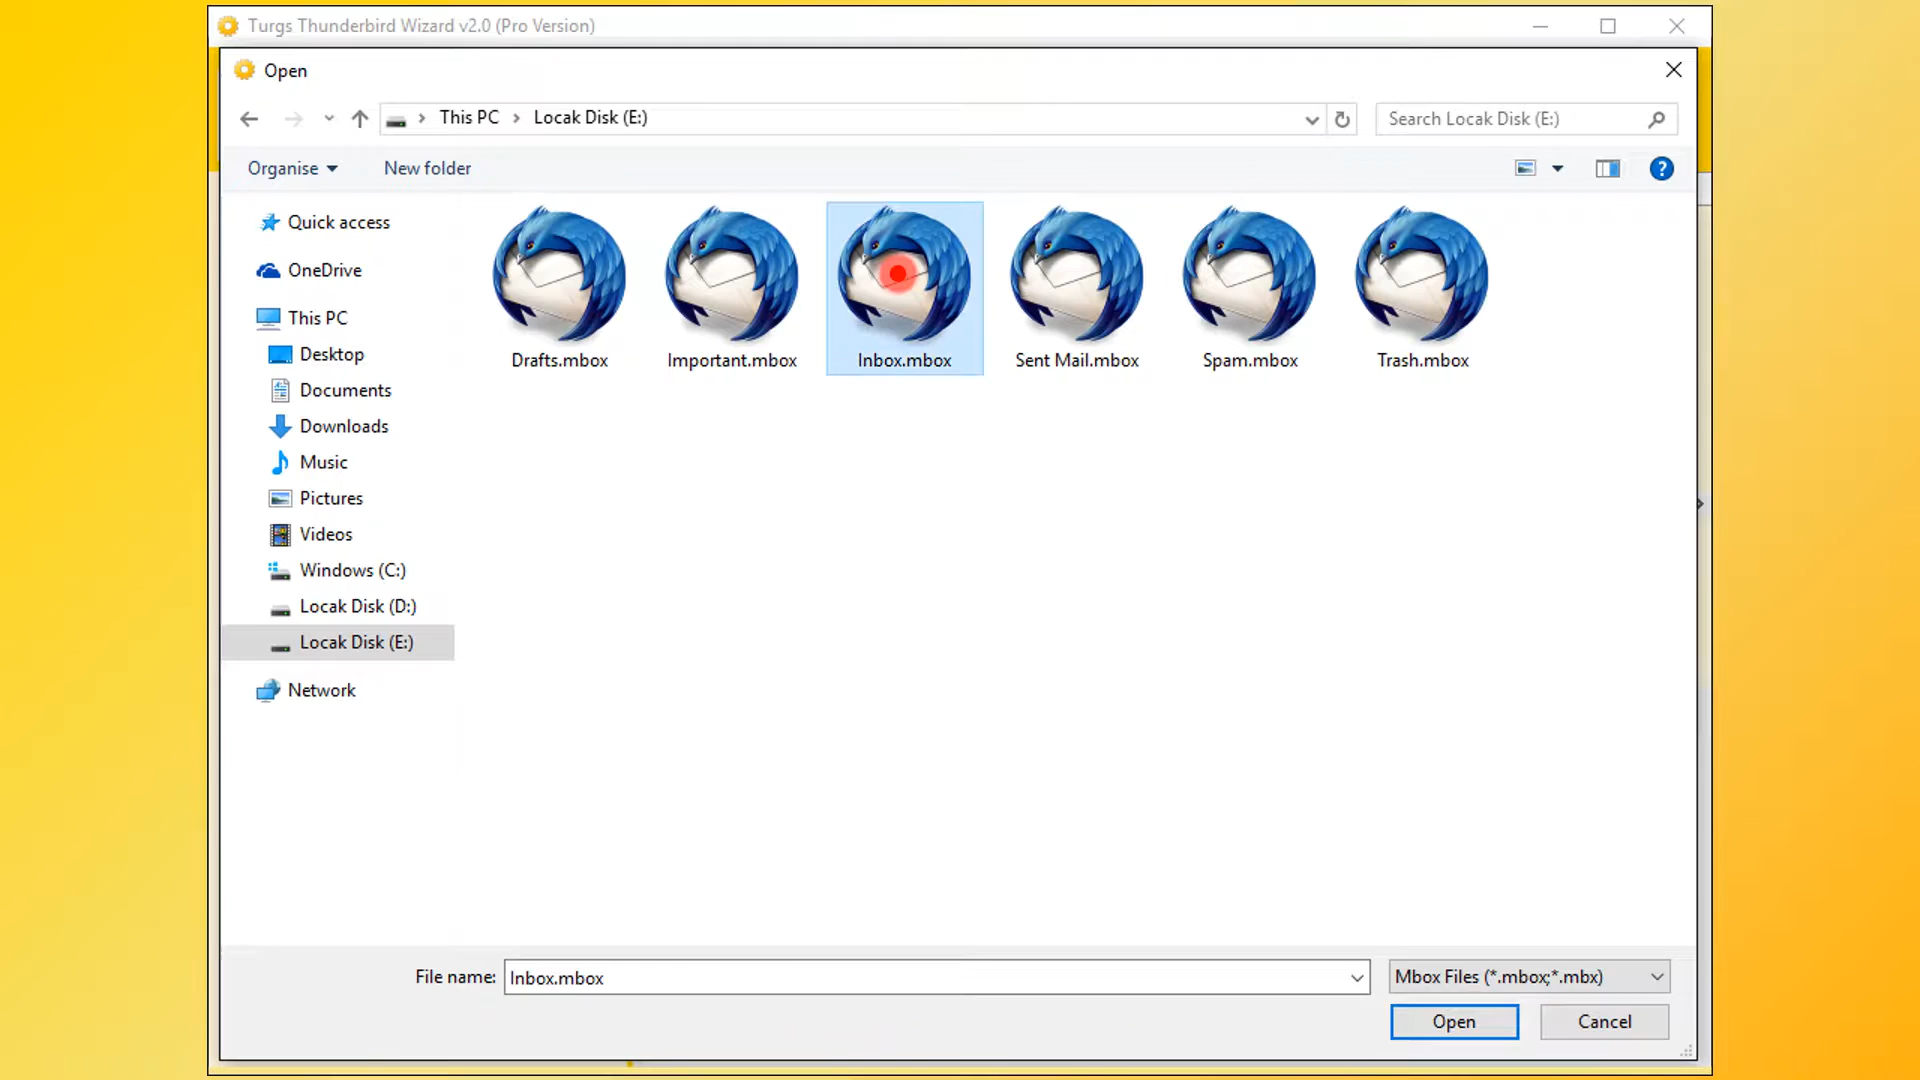 Turgs Thunderbird Wizard v2.0 (Pro Version)
Open
This PC
Locak Disk (E:)
Search Locak Disk (E:)
Organise
New folder
?
Quick access
OneDrive
This PC
Desktop
Documents
Downloads
Music
Pictures
Videos
Windows (C:)
Locak Disk (D:)
Locak Disk (E:)
Network
Drafts.mbox
Important.mbox
Inbox.mbox
Sent Mail.mbox
Spam.mbox
Trash.mbox
File name:
Inbox.mbox
Mbox Files (*.mbox;*.mbx)
Open
Cancel